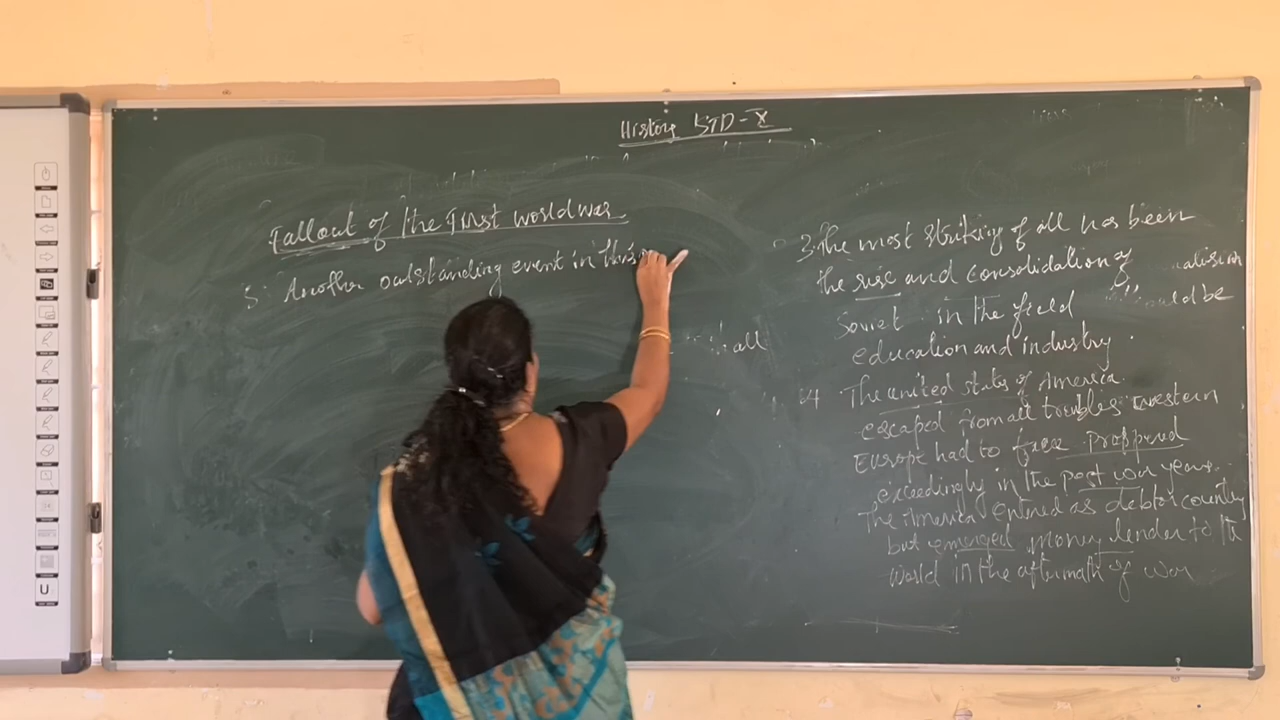 History STD-X
Fallout of the First world war
5. Another outstanding event in this
all
3. The most striking of all has been
the rise and consolidation of
Soviet in the field
education and industry.
4 The united states of America.
escaped from all troubles western
Europe had to face Prospered
exceedingly in the post war years.
The America entered as debtor country
but emerged money lender to the
world in the aftermath of war
U